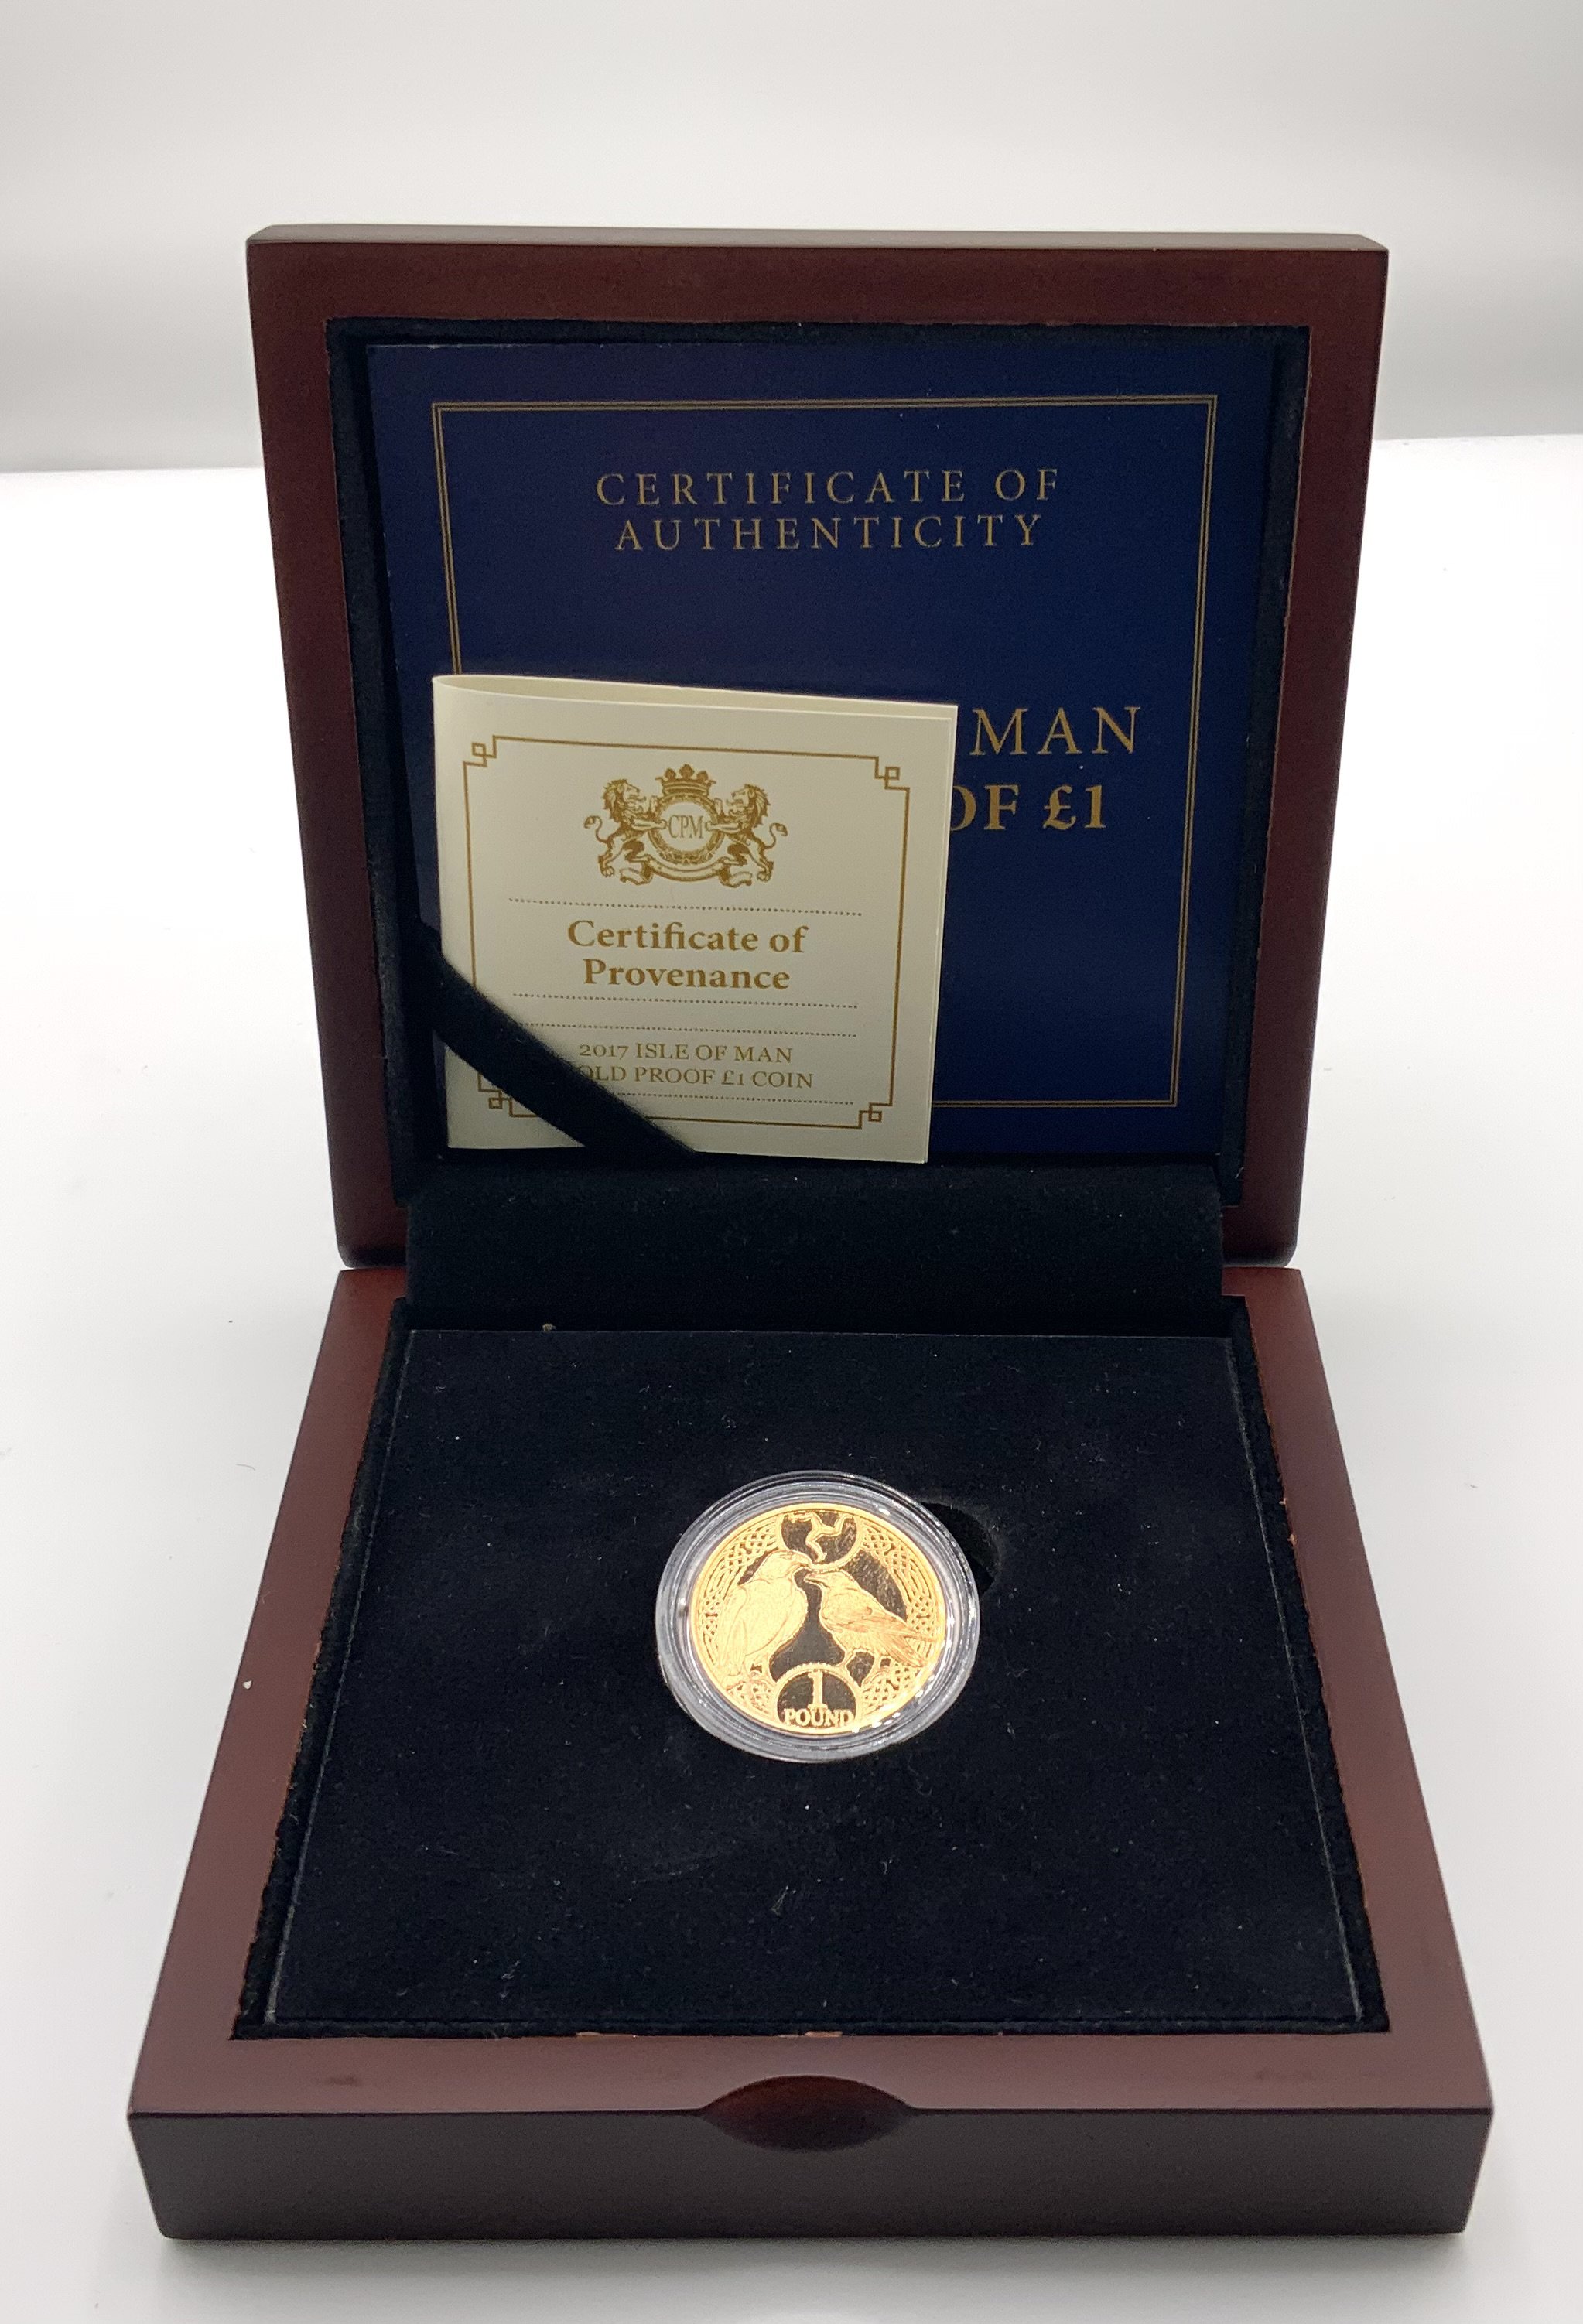 CERTIFICATE OF
AUTHENTICITY
MAN
OF £1
CPM
Certificate of
Provenance
2017 ISLE OF MAN
OLD PROOF £1 COIN
1
POUND